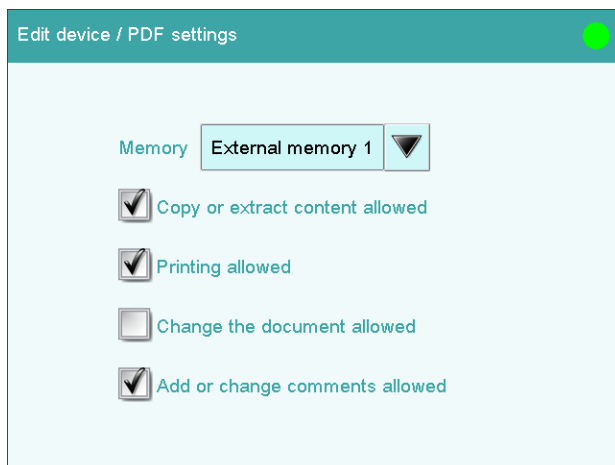 Edit device / PDF settings
Memory External memory 1
Copy or extract content allowed
Printing allowed
Change the document allowed
Add or change comments allowed